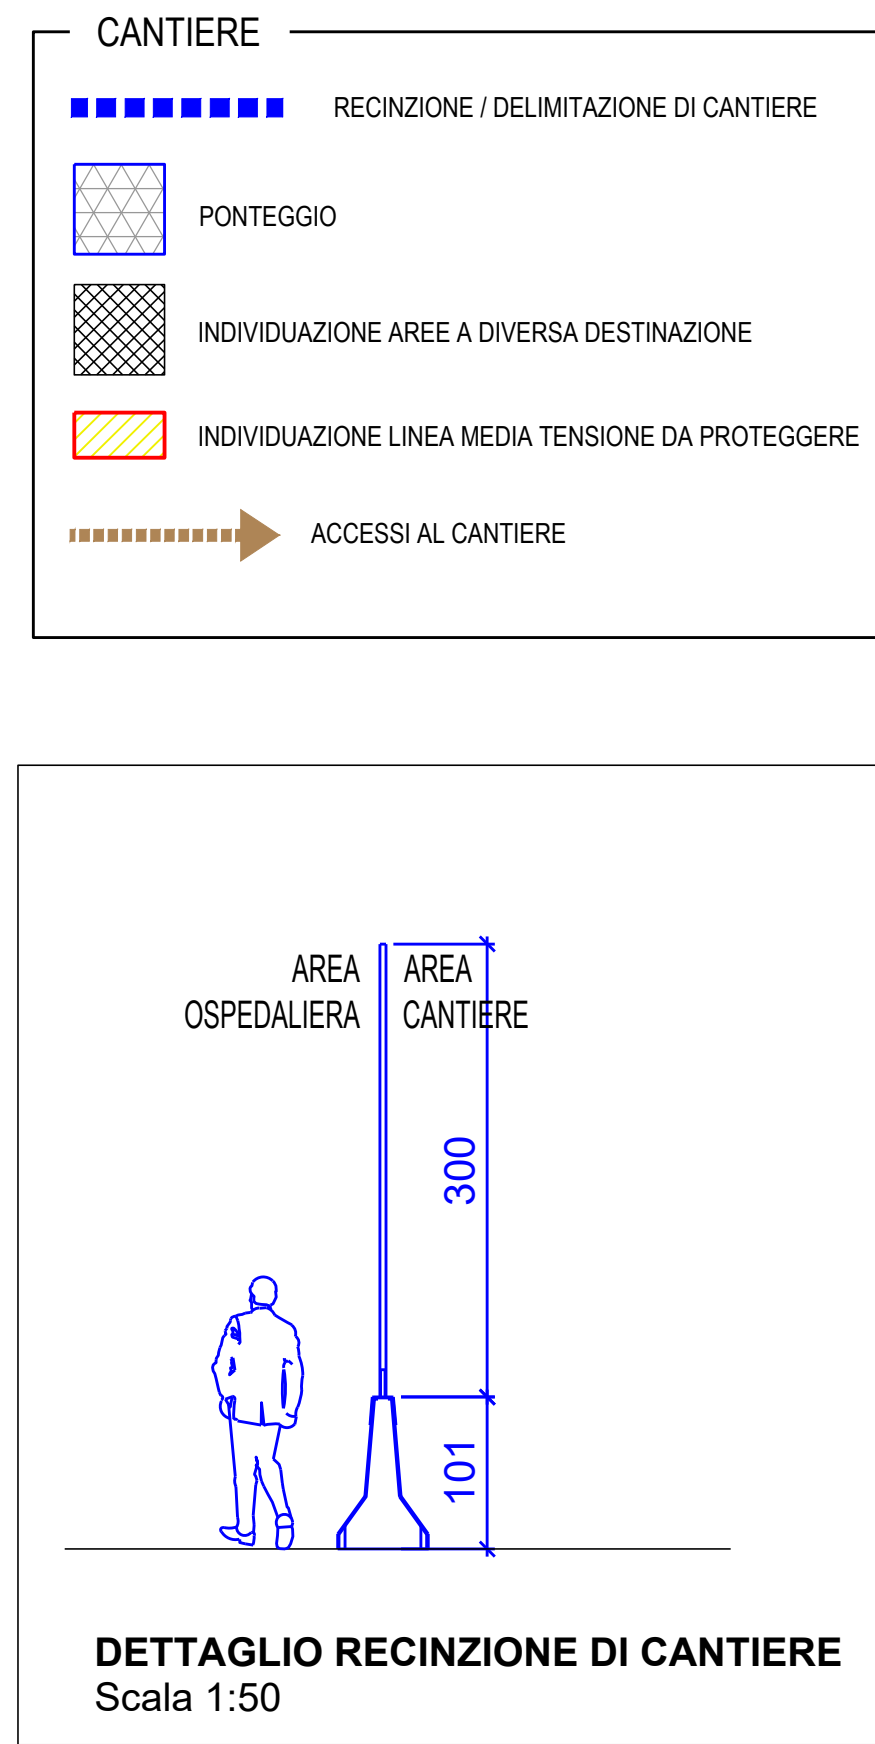 CANTIERE
RECINZIONE / DELIMITAZIONE DI CANTIERE
PONTEGGIO
INDIVIDUAZIONE AREE A DIVERSA DESTINAZIONE
INDIVIDUAZIONE LINEA MEDIA TENSIONE DA PROTEGGERE
ACCESSI AL CANTIERE
AREA
OSPEDALIERA
AREA
CANTIERE
300
101
DETTAGLIO RECINZIONE DI CANTIERE
Scala 1:50